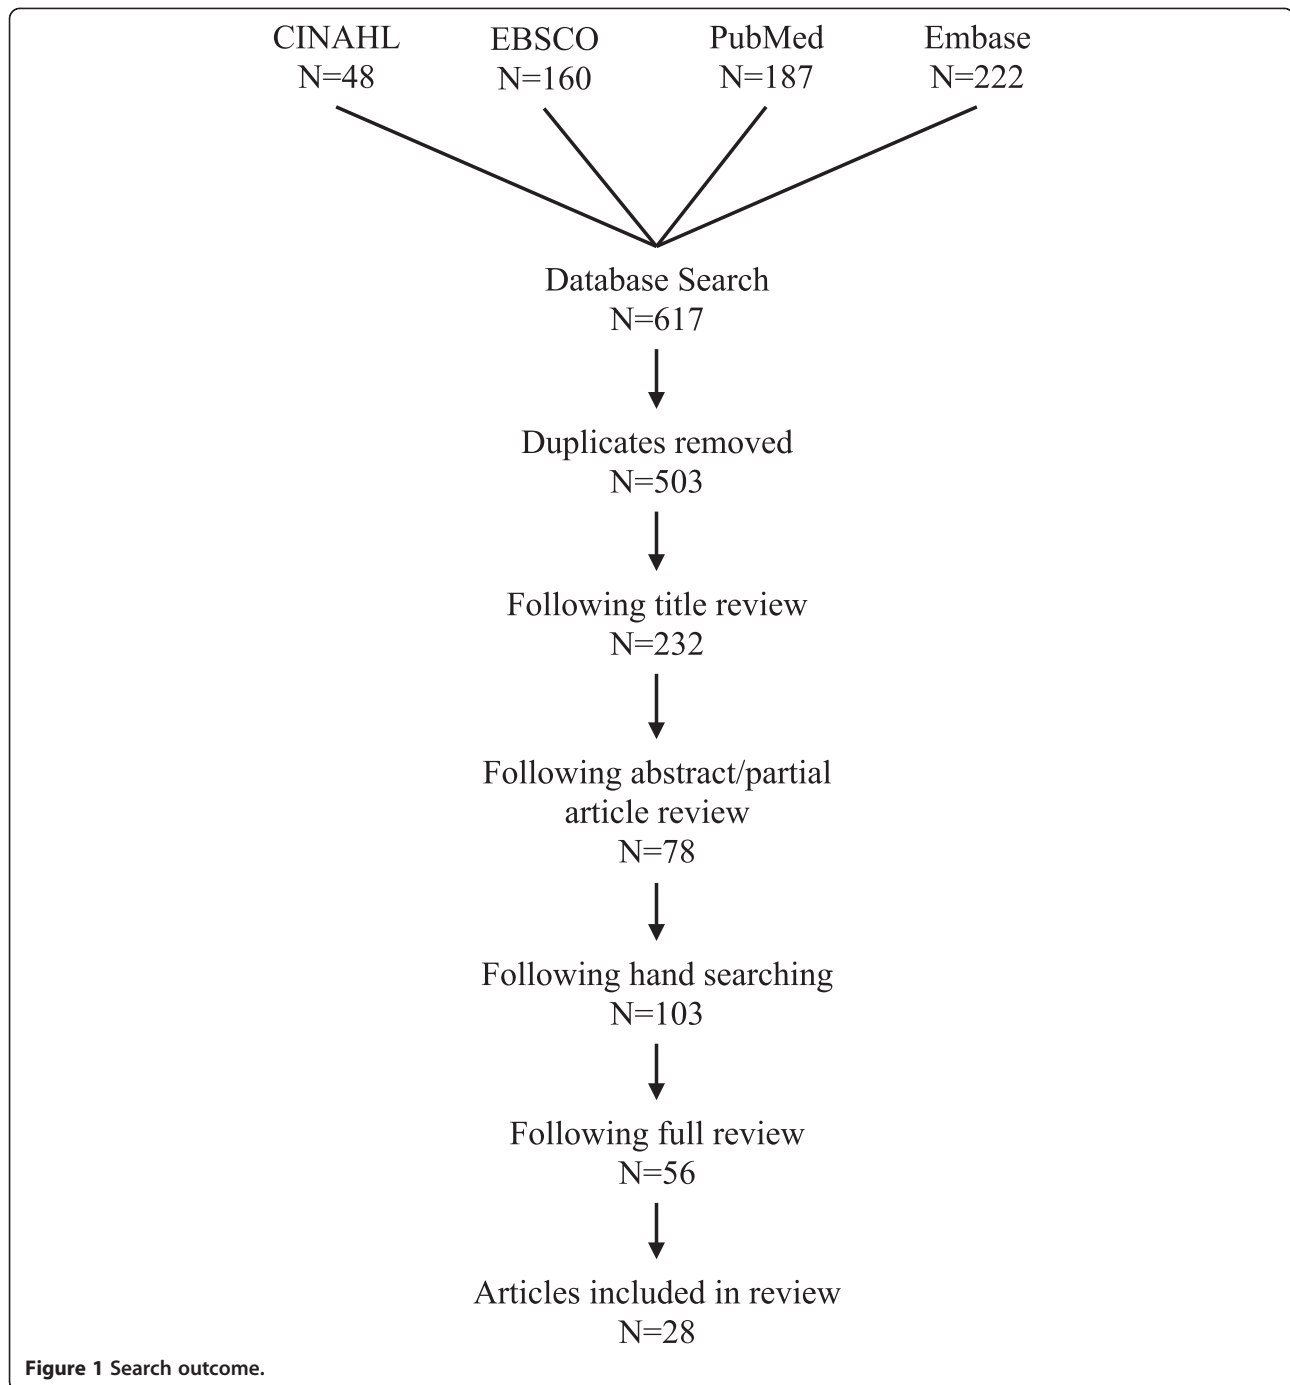 CINAHL
N=48
EBSCO
N=160
PubMed
N=187
Embase
N=222
Database Search
N=617
Duplicates removed
N=503
Following title review
N=232
Following abstract/partial
article review
N=78
Following hand searching
N=103
Following full review
N=56
Articles included in review
N=28
Figure 1 Search outcome.